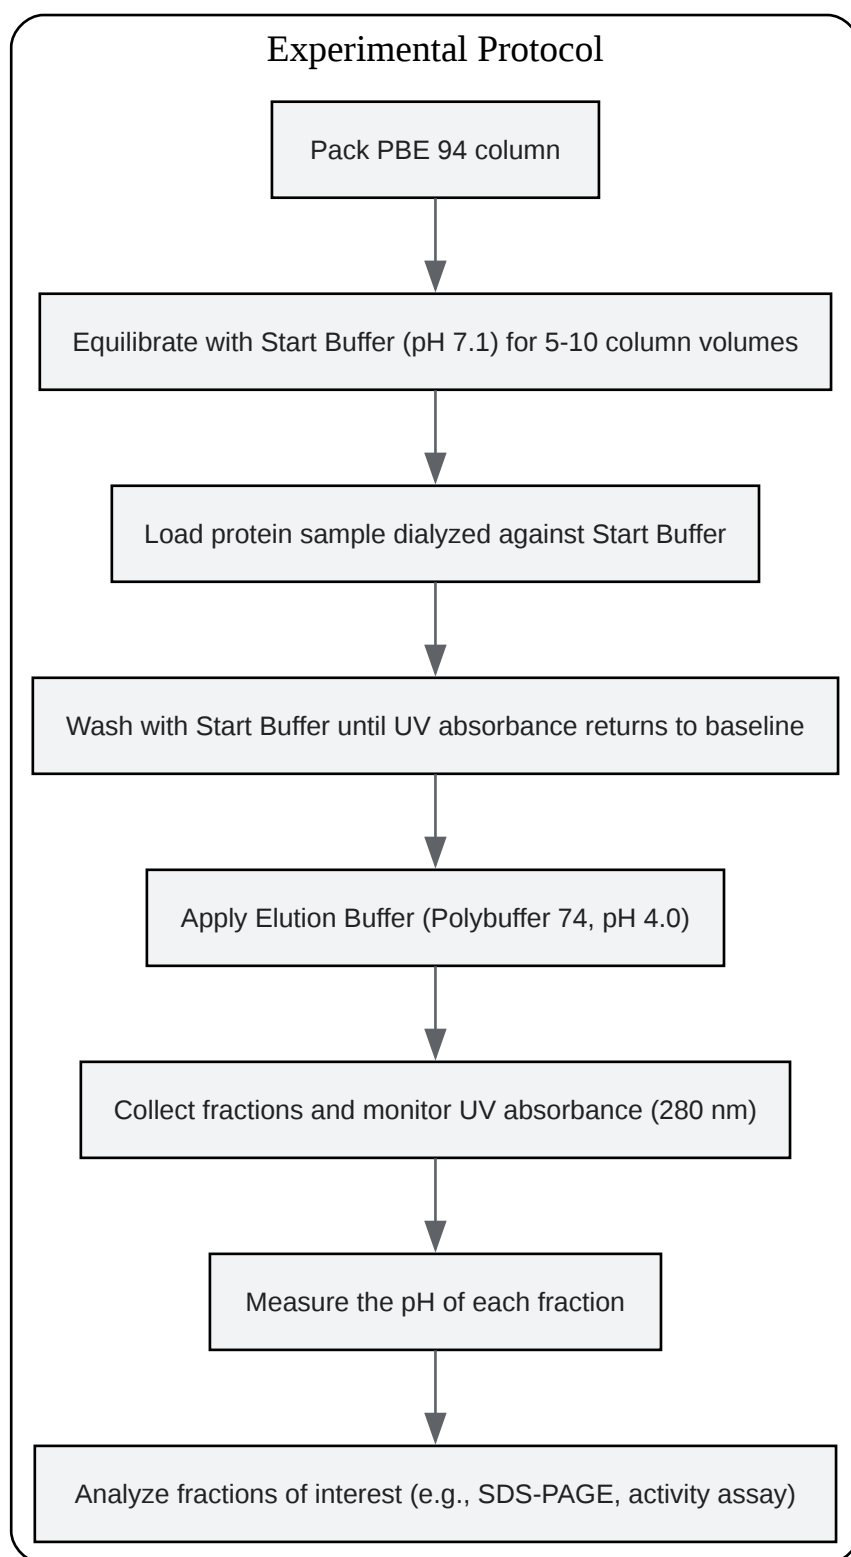 Experimental Protocol
Pack PBE 94 column
Equilibrate with Start Buffer (pH 7.1) for 5-10 column volumes
Load protein sample dialyzed against Start Buffer
Wash with Start Buffer until UV absorbance returns to baseline
Apply Elution Buffer (Polybuffer 74, pH 4.0)
Collect fractions and monitor UV absorbance (280 nm)
Measure the pH of each fraction
Analyze fractions of interest (e.g., SDS-PAGE, activity assay)